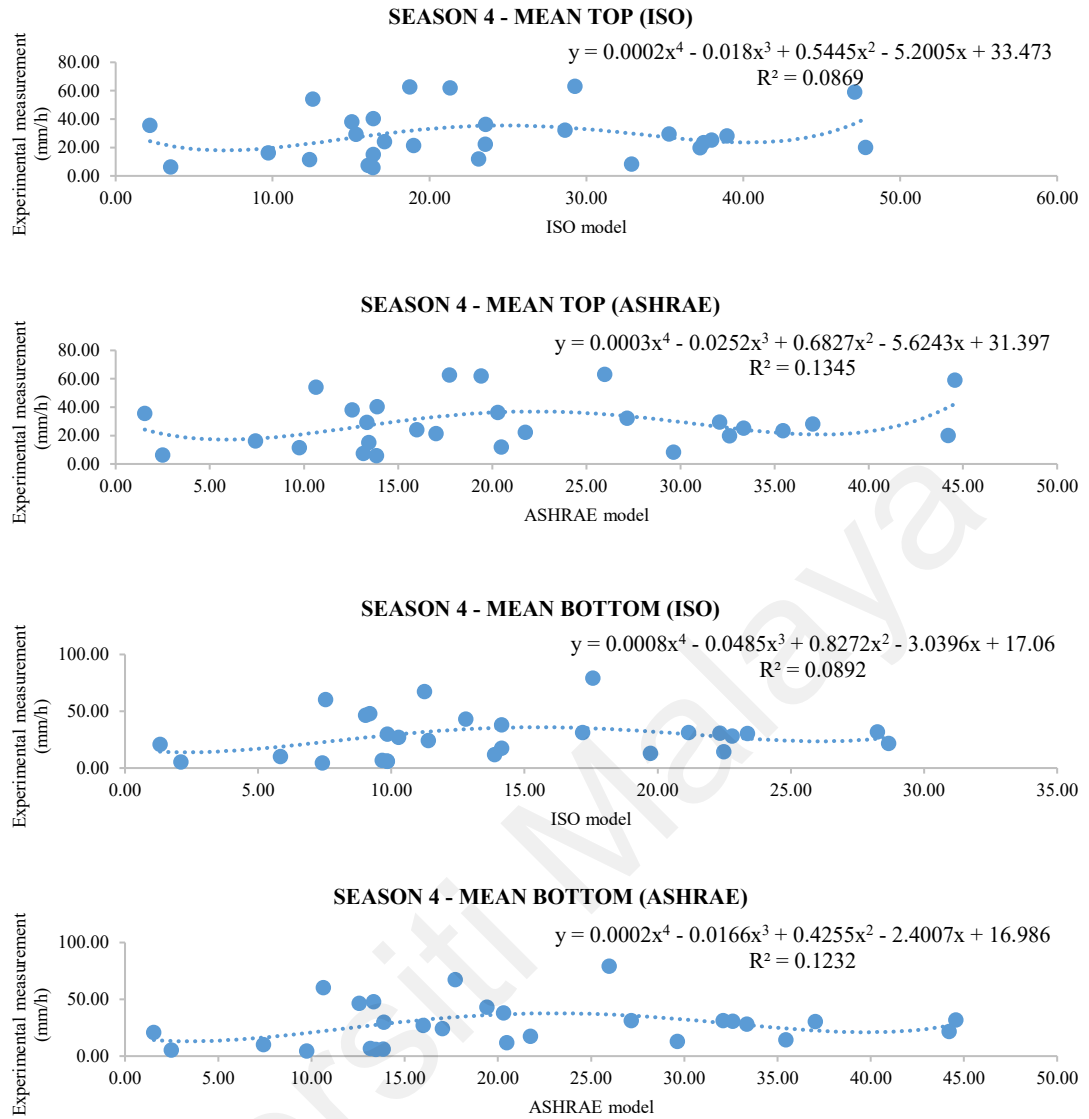 SEASON 4 - MEAN TOP (ISO)
y = 0.0002x⁴ - 0.018x³ + 0.5445x² - 5.2005x + 33.473
R² = 0.0869
Experimental measurement
(mm/h)
80.00
60.00
40.00
20.00
0.00
0.00 10.00 20.00 30.00 40.00 50.00 60.00
ISO model
SEASON 4 - MEAN TOP (ASHRAE)
y = 0.0003x⁴ - 0.0252x³ + 0.6827x² - 5.6243x + 31.397
R² = 0.1345
Experimental measurement
(mm/h)
80.00
60.00
40.00
20.00
0.00
0.00 5.00 10.00 15.00 20.00 25.00 30.00 35.00 40.00 45.00 50.00
ASHRAE model
SEASON 4 - MEAN BOTTOM (ISO)
y = 0.0008x⁴ - 0.0485x³ + 0.8272x² - 3.0396x + 17.06
R² = 0.0892
Experimental measurement
(mm/h)
100.00
50.00
0.00
0.00 5.00 10.00 15.00 20.00 25.00 30.00 35.00
ISO model
SEASON 4 - MEAN BOTTOM (ASHRAE)
y = 0.0002x⁴ - 0.0166x³ + 0.4255x² - 2.4007x + 16.986
R² = 0.1232
Experimental measurement
(mm/h)
100.00
50.00
0.00
0.00 5.00 10.00 15.00 20.00 25.00 30.00 35.00 40.00 45.00 50.00
ASHRAE model
ersiti Malaya